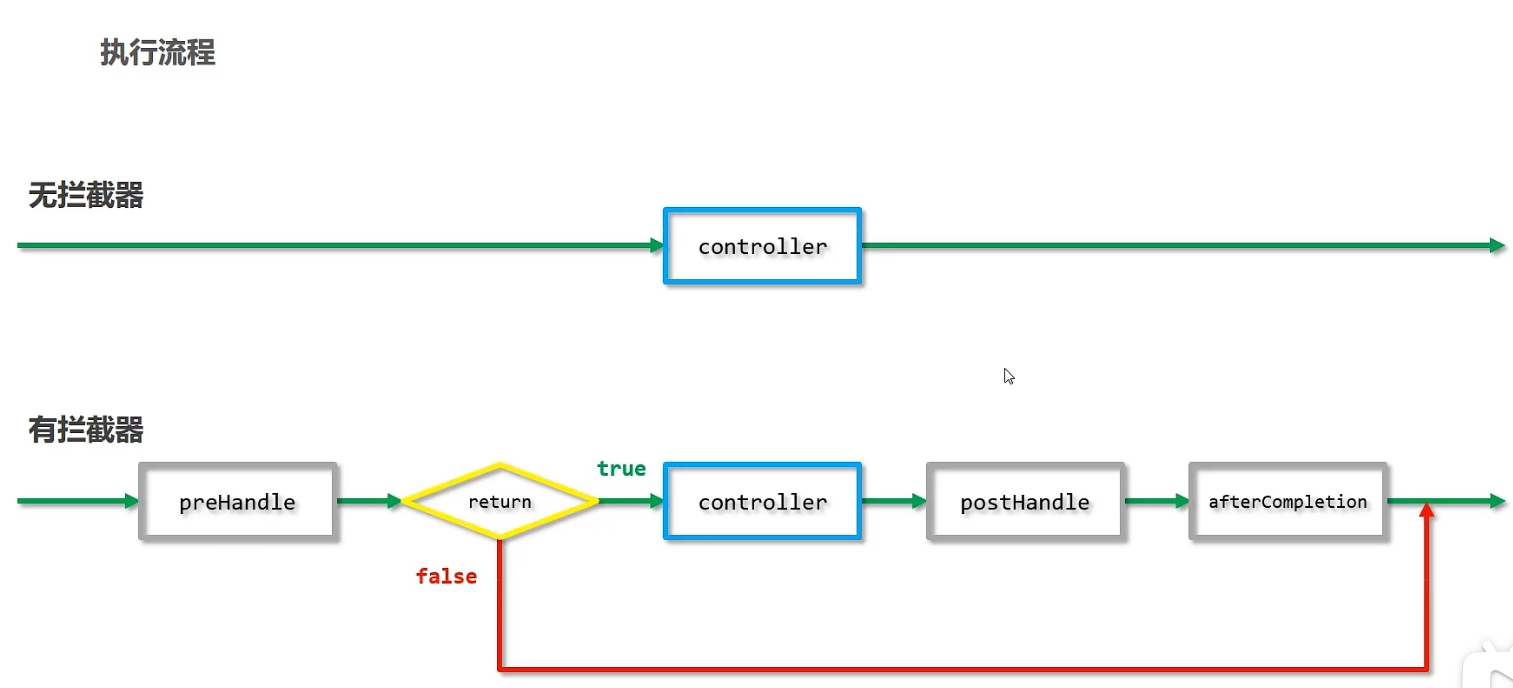 执行流程
无拦截器
controller
有拦截器
true
preHandle
return
controller
postHandle
afterCompletion
false